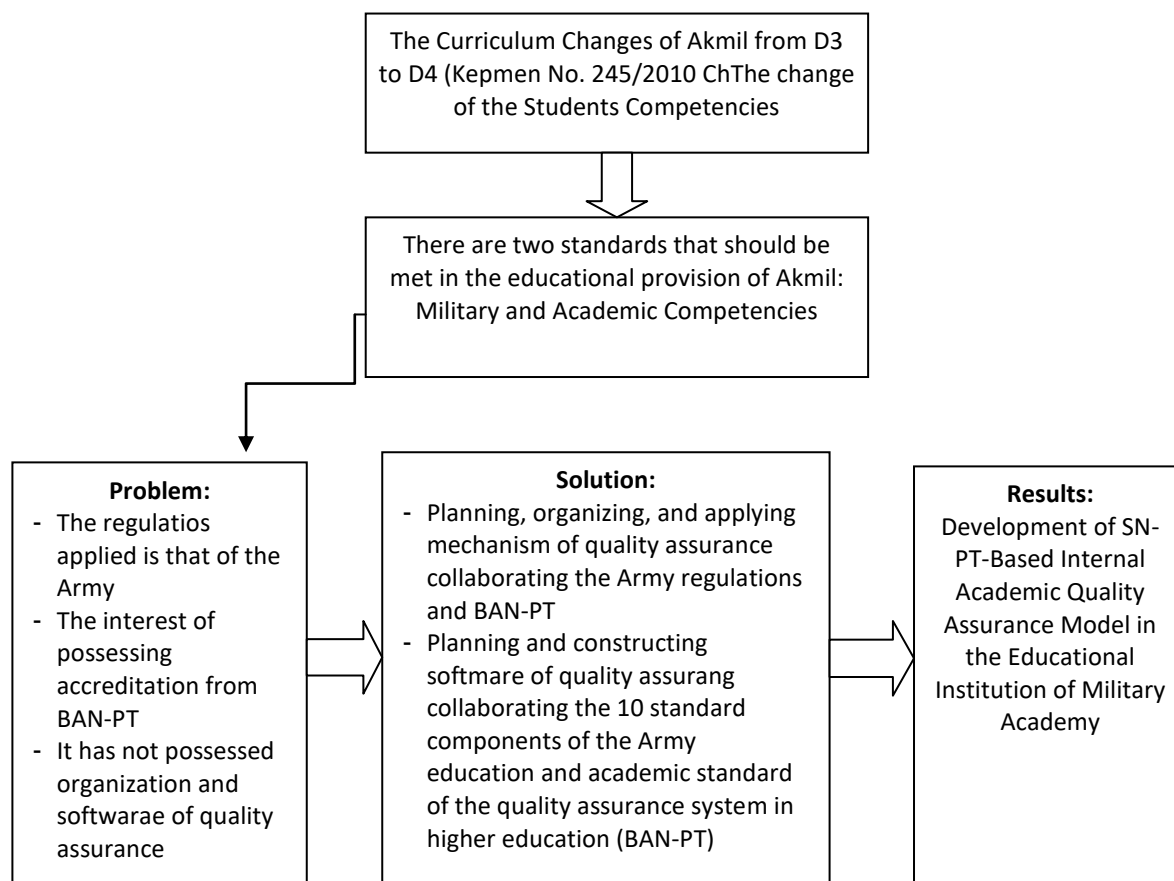 The Curriculum Changes of Akmil from D3
to D4 (Kepmen No. 245/2010 ChThe change
of the Students Competencies
There are two standards that should be
met in the educational provision of Akmil:
Military and Academic Competencies
Problem:
- The regulatios
applied is that of the
Army
- The interest of
possessing
accreditation from
BAN-PT
- It has not possessed
organization and
softwarae of quality
assurance
Solution:
- Planning, organizing, and applying
mechanism of quality assurance
collaborating the Army regulations
and BAN-PT
- Planning and constructing
softmare of quality assurang
collaborating the 10 standard
components of the Army
education and academic standard
of the quality assurance system in
higher education (BAN-PT)
Results:
Development of SN-
PT-Based Internal
Academic Quality
Assurance Model in
the Educational
Institution of Military
Academy